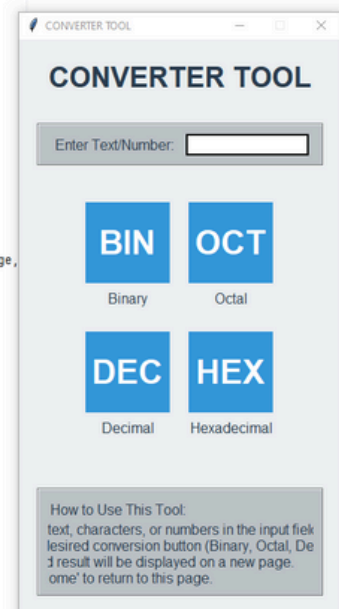 CONVERTER TOOL
CONVERTER TOOL
Enter Text/Number:
BIN
OCT
Binary
Octal
DEC
HEX
Decimal
Hexadecimal
ge,
How to Use This Tool:
text, characters, or numbers in the input fiel
lesired conversion button (Binary, Octal, De
d result will be displayed on a new page.
ome' to return to this page.